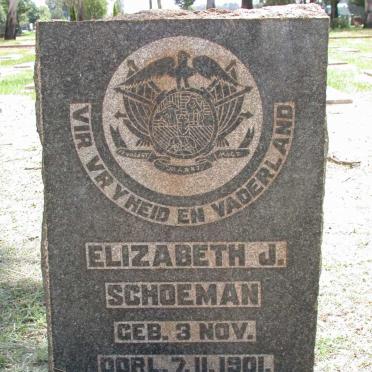 VIR VRYHEID EN VADERLAND
ELIZABETH J.
SCHOEMAN
GEB. 3 NOV.
OORL. 7.11.1901.